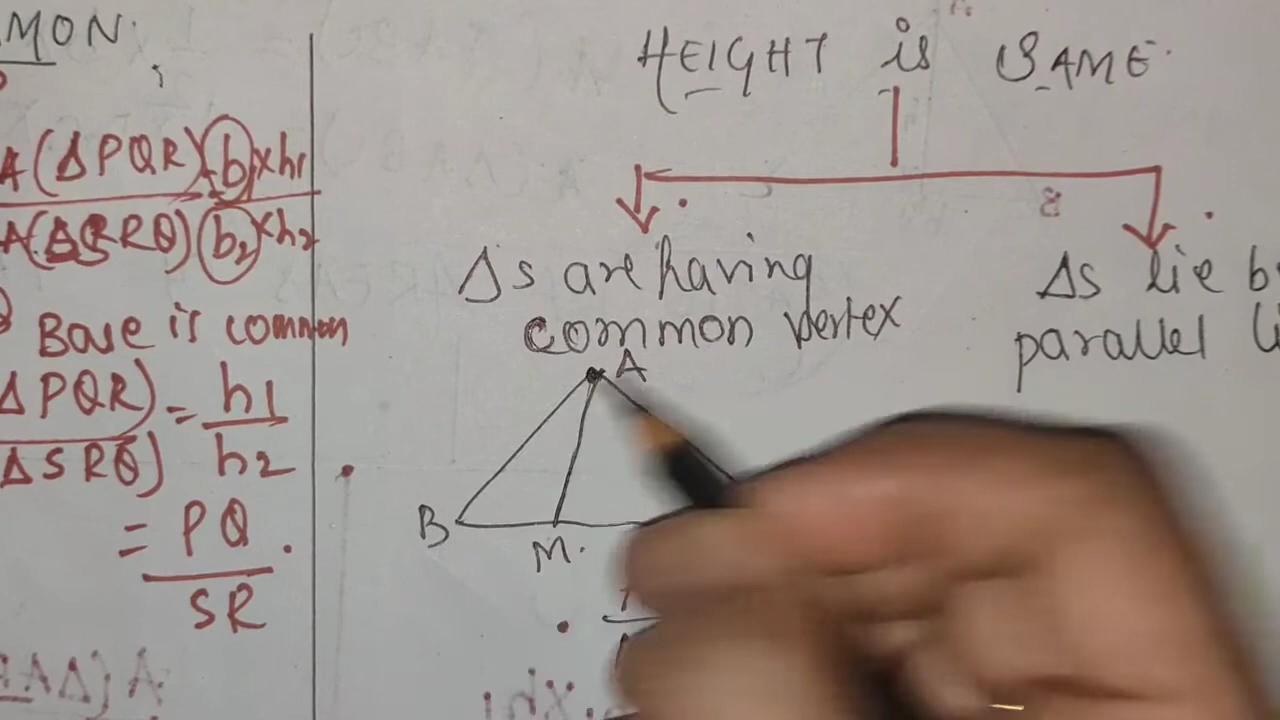 MON.
A(ΔPQR) b1×h1
A(ΔSRQ) b2×h2
Base is common
ΔPQR) = h1
ΔSRQ) h2
= PQ.
SR
HEIGHT is SAME.
Δs are having
common vertex
Δs lie
parallel
A
B
M.